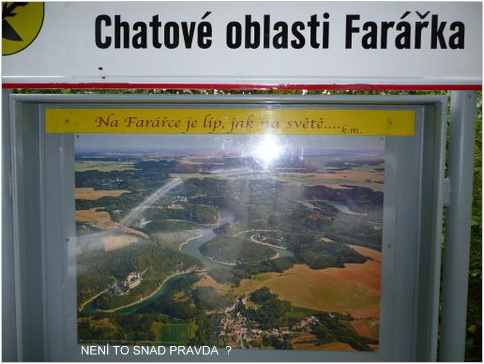 Chatové oblasti Farářka
Na Farářce je líp, jak na světě.... k.m.
NENÍ TO SNAD PRAVDA ?